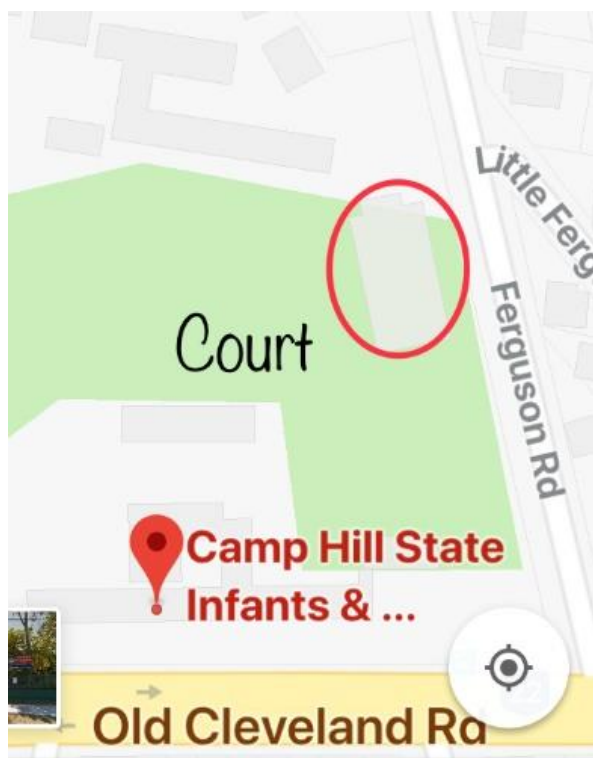 Little Ferg
Court
Ferguson Rd
Camp Hill State
Infants & ...
Old Cleveland Rd